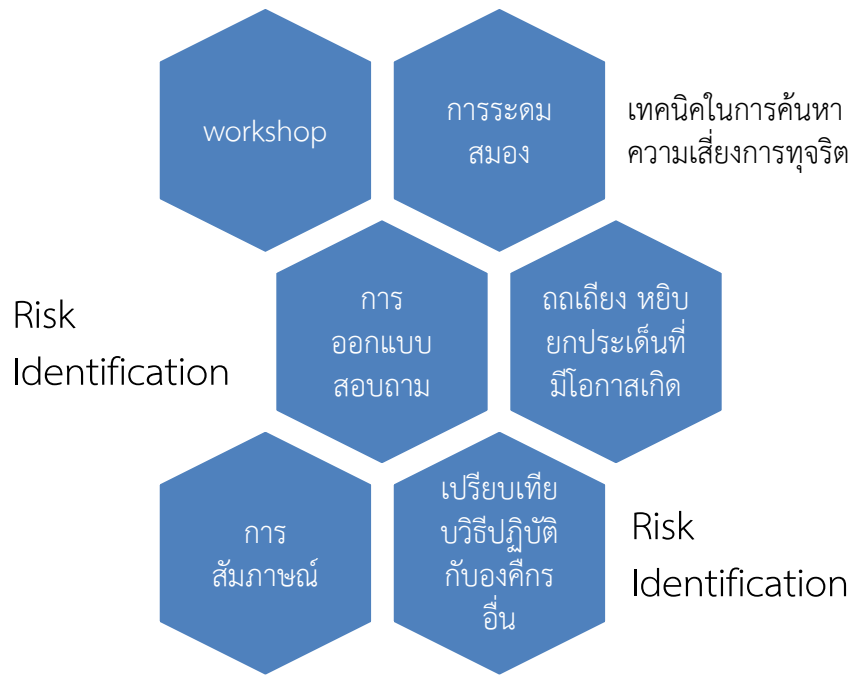 workshop
การระดม
สมอง
เทคนิคในการค้นหา
ความเสี่ยงการทุจริต
Risk
Identification
การ
ออกแบบ
สอบถาม
ถถเถียง หยิบ
ยกประเด็นที่
มีโอกาสเกิด
การ
สัมภาษณ์
เปรียบเทีย
บวิธีปฏิบัติ
กับองค์กร
อื่น
Risk
Identification